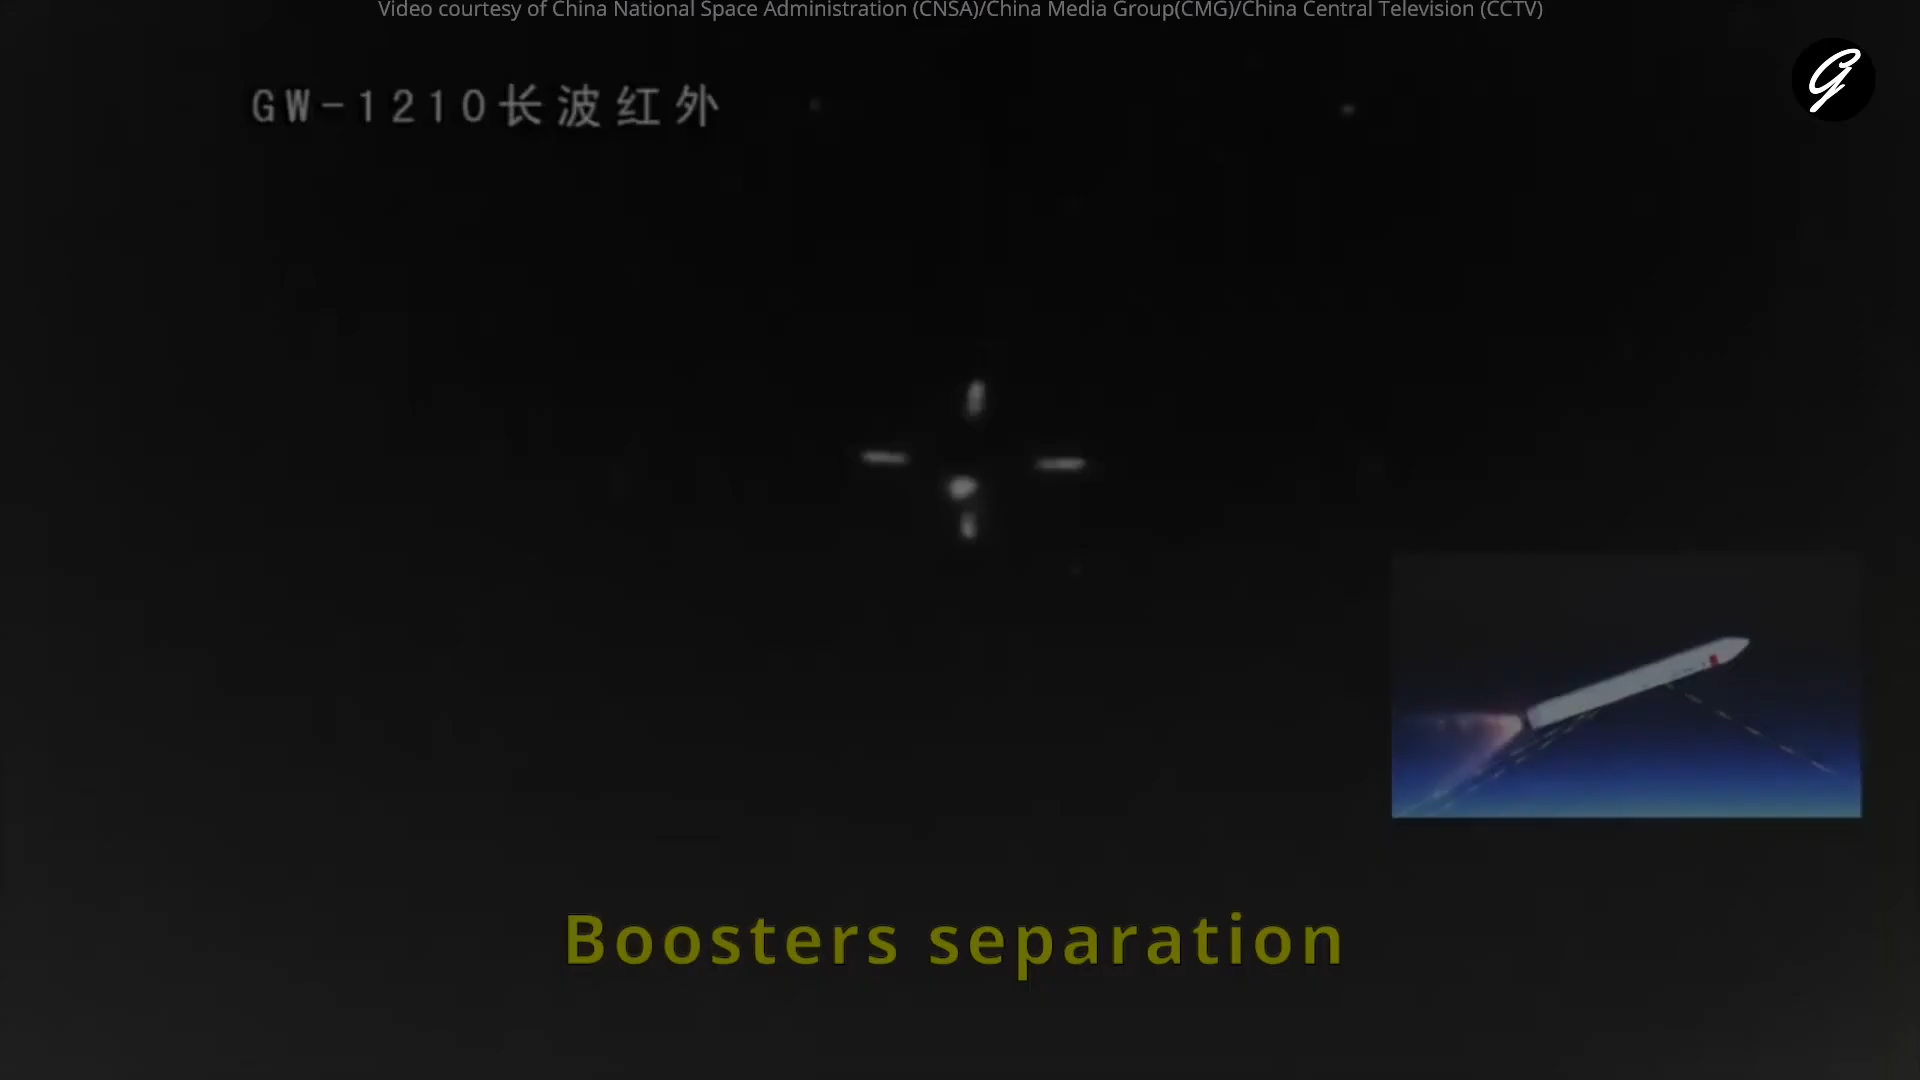 Video courtesy of China National Space Administration (CNSA)/China Media Group(CMG)/China Central Television (CCTV)
GW-1210长波红外
Boosters separation